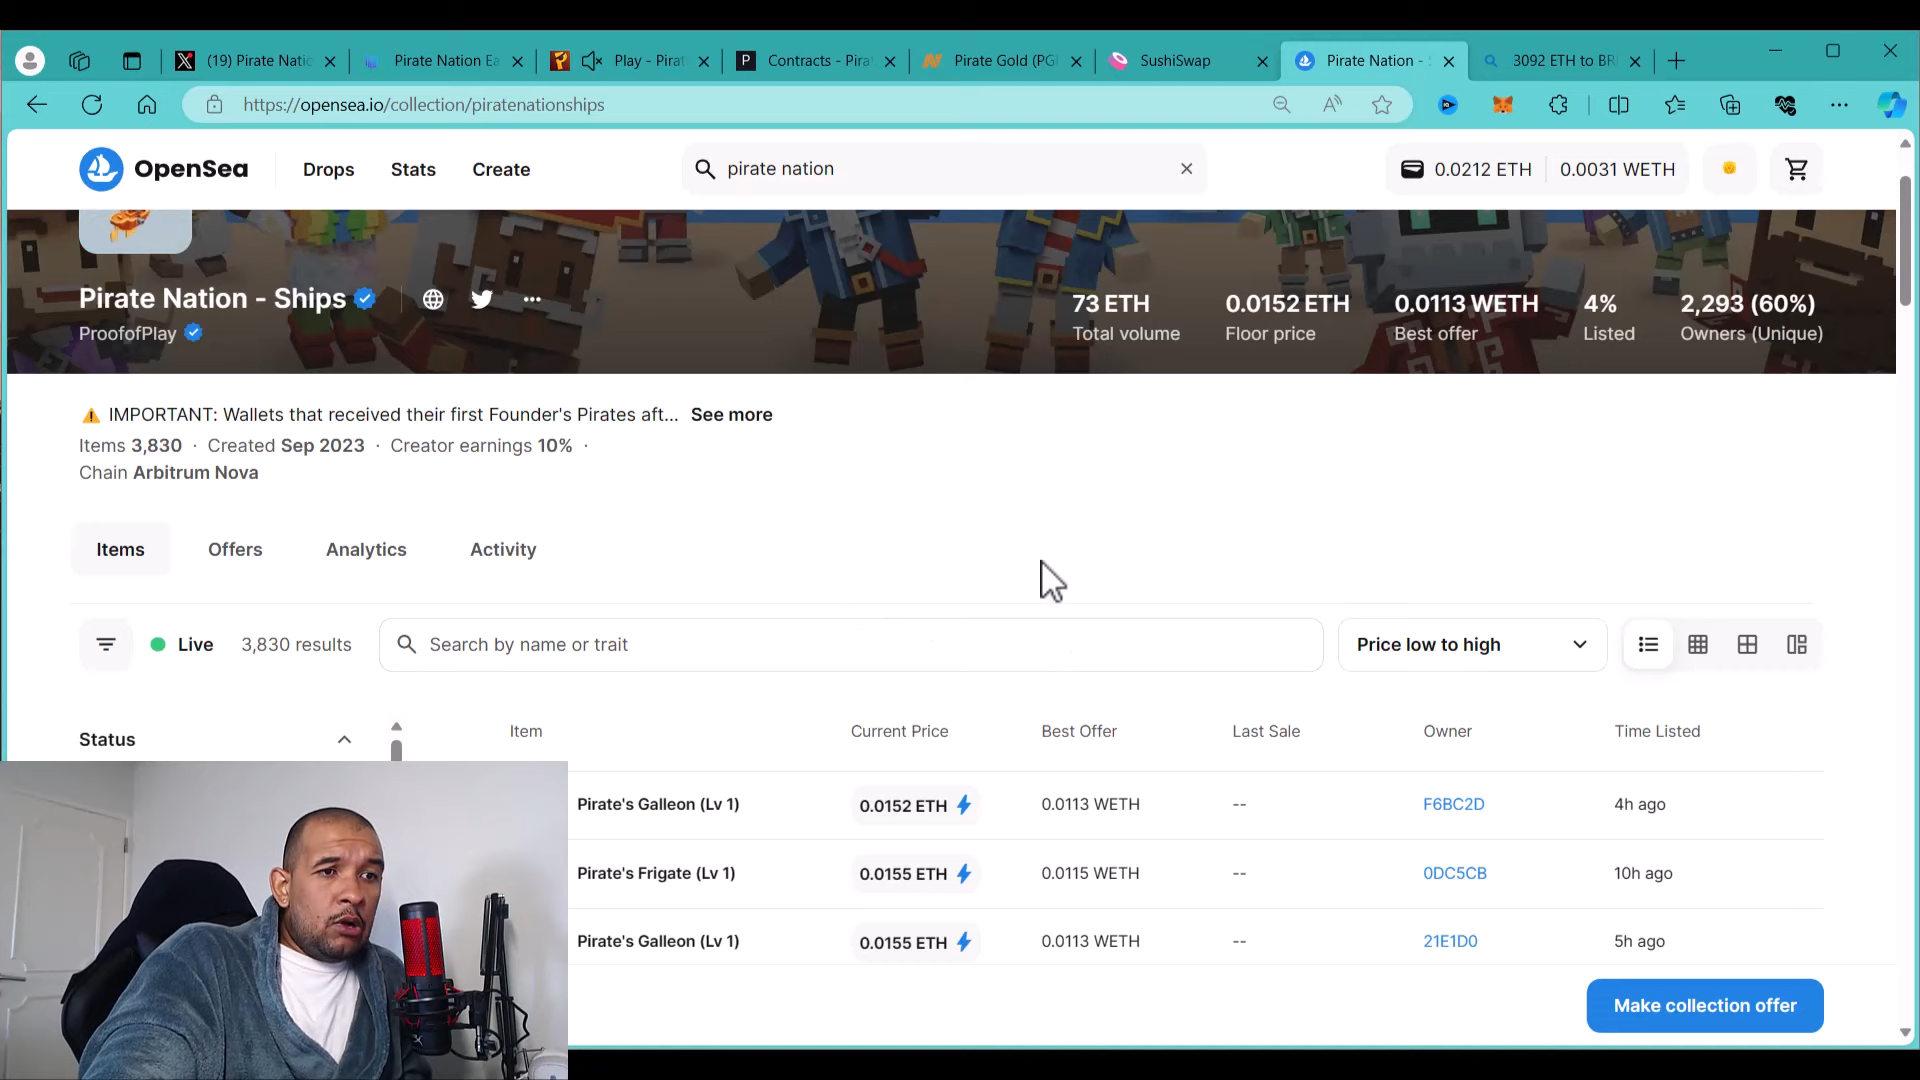 (19) Pirate Natio
Pirate Nation Ea
Play - Pirat
Contracts - Pirat
Pirate Gold (PG
SushiSwap
Pirate Nation - S
3092 ETH to BR
https://opensea.io/collection/piratenationships
OpenSea
Drops
Stats
Create
pirate nation
0.0212 ETH
0.0031 WETH
Pirate Nation - Ships
ProofofPlay
73 ETH
Total volume
0.0152 ETH
Floor price
0.0113 WETH
Best offer
4%
Listed
2,293 (60%)
Owners (Unique)
IMPORTANT: Wallets that received their first Founder's Pirates aft... See more
Items 3,830 · Created Sep 2023 · Creator earnings 10% ·
Chain Arbitrum Nova
Items
Offers
Analytics
Activity
Live
3,830 results
Search by name or trait
Price low to high
Status
Item Current Price Best Offer Last Sale Owner Time Listed
Pirate's Galleon (Lv 1) 0.0152 ETH 0.0113 WETH -- F6BC2D 4h ago
Pirate's Frigate (Lv 1) 0.0155 ETH 0.0115 WETH -- 0DC5CB 10h ago
Pirate's Galleon (Lv 1) 0.0155 ETH 0.0113 WETH -- 21E1D0 5h ago
Make collection offer